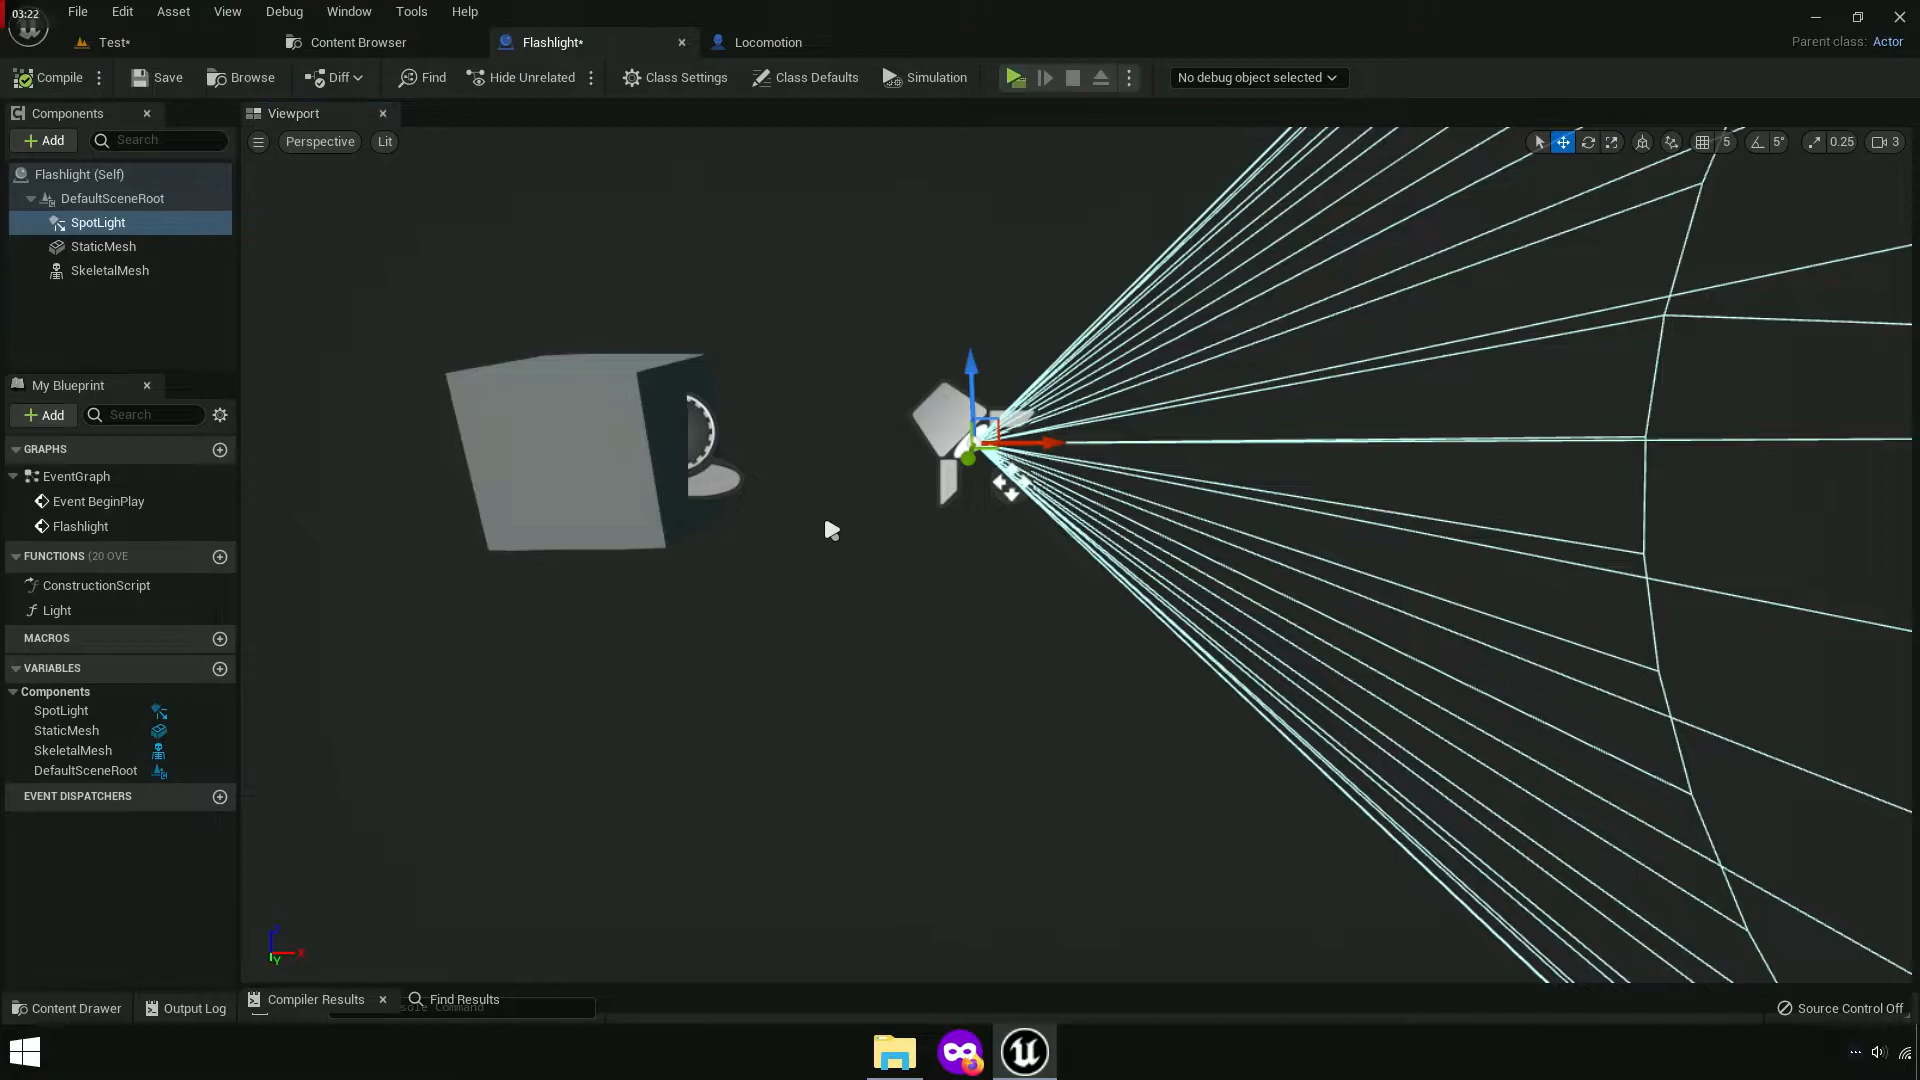 03:22
File Edit Asset View Debug Window Tools Help
Test* Content Browser Flashlight* Locomotion
Parent class: Actor
Compile Save Browse Diff Find Hide Unrelated Class Settings Class Defaults Simulation No debug object selected
Components Viewport
Add Search Perspective Lit 5 5° 0.25 3
Flashlight (Self)
DefaultSceneRoot
SpotLight
StaticMesh
SkeletalMesh
My Blueprint
Add Search
GRAPHS
EventGraph
Event BeginPlay
Flashlight
FUNCTIONS (20 OVE
ConstructionScript
Light
MACROS
VARIABLES
Components
SpotLight
StaticMesh
SkeletalMesh
DefaultSceneRoot
EVENT DISPATCHERS
X
Y
Compiler Results Find Results
Content Drawer Output Log sole Command Source Control Off